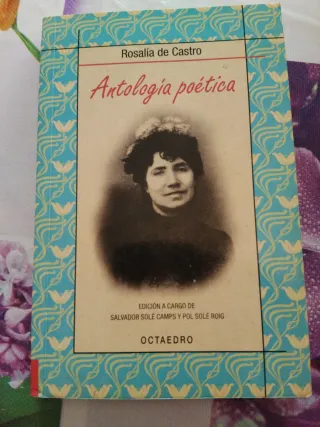 Rosalía de Castro
Antología poética
EDICIÓN A CARGO DE
SALVADOR SOLÉ CAMPS Y POL SOLÉ ROIG
OCTAEDRO